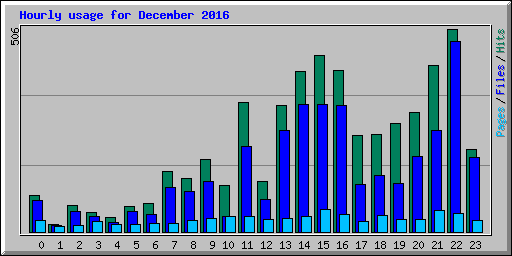 Hourly usage for December 2016
506
Pages/Files/Hits
0 1 2 3 4 5 6 7 8 9 10 11 12 13 14 15 16 17 18 19 20 21 22 23